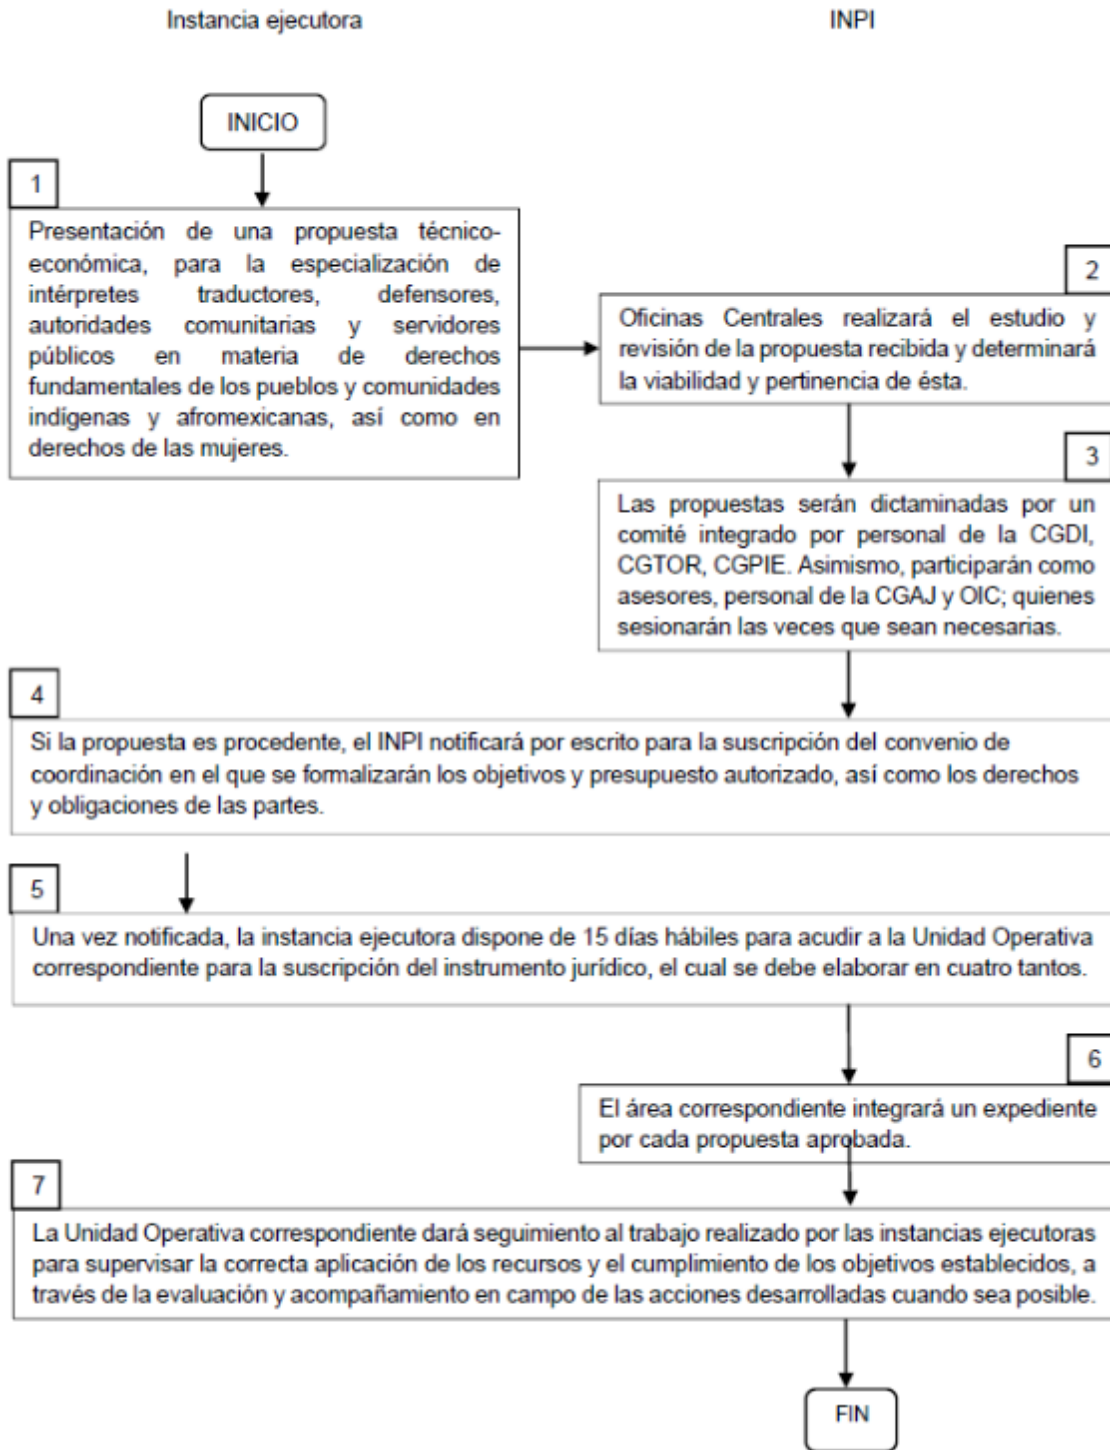 Instancia ejecutora
INPI
INICIO
1
Presentación de una propuesta técnico-
económica, para la especialización de
intérpretes traductores, defensores,
autoridades comunitarias y servidores
públicos en materia de derechos
fundamentales de los pueblos y comunidades
indígenas y afromexicanas, así como en
derechos de las mujeres.
2
Oficinas Centrales realizará el estudio y
revisión de la propuesta recibida y determinará
la viabilidad y pertinencia de ésta.
3
Las propuestas serán dictaminadas por un
comité integrado por personal de la CGDI,
CGTOR, CGPIE. Asimismo, participarán como
asesores, personal de la CGAJ y OIC; quienes
sesionarán las veces que sean necesarias.
4
Si la propuesta es procedente, el INPI notificará por escrito para la suscripción del convenio de
coordinación en el que se formalizarán los objetivos y presupuesto autorizado, así como los derechos
y obligaciones de las partes.
5
Una vez notificada, la instancia ejecutora dispone de 15 días hábiles para acudir a la Unidad Operativa
correspondiente para la suscripción del instrumento jurídico, el cual se debe elaborar en cuatro tantos.
6
El área correspondiente integrará un expediente
por cada propuesta aprobada.
7
La Unidad Operativa correspondiente dará seguimiento al trabajo realizado por las instancias ejecutoras
para supervisar la correcta aplicación de los recursos y el cumplimiento de los objetivos establecidos, a
través de la evaluación y acompañamiento en campo de las acciones desarrolladas cuando sea posible.
FIN